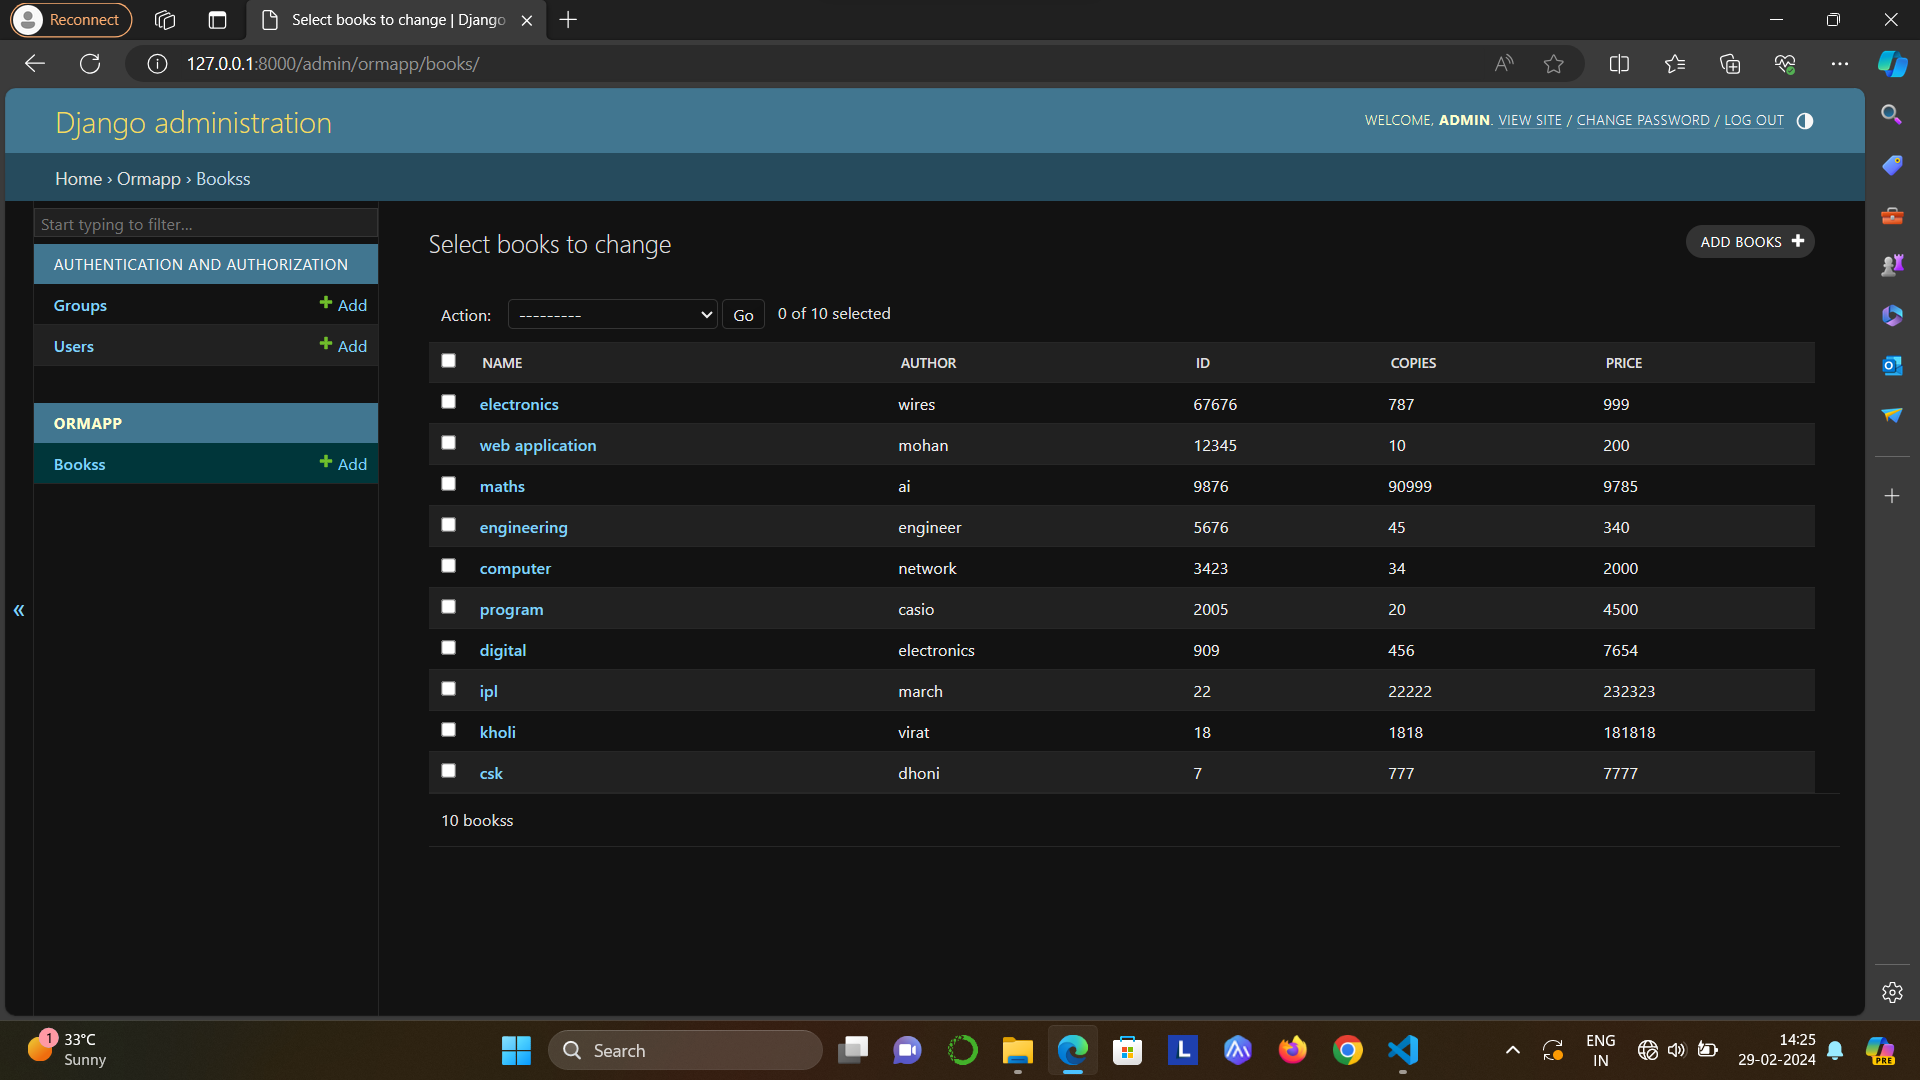 Reconnect
Select books to change | Django
127.0.0.1:8000/admin/ormapp/books/
Django administration
WELCOME, ADMIN. VIEW SITE / CHANGE PASSWORD / LOG OUT
Home › Ormapp › Bookss
Start typing to filter...
AUTHENTICATION AND AUTHORIZATION
Groups + Add
Users + Add
ORMAPP
Bookss + Add
«
Select books to change
ADD BOOKS +
Action: --------- Go 0 of 10 selected
NAME AUTHOR ID COPIES PRICE
electronics wires 67676 787 999
web application mohan 12345 10 200
maths ai 9876 90999 9785
engineering engineer 5676 45 340
computer network 3423 34 2000
program casio 2005 20 4500
digital electronics 909 456 7654
ipl march 22 22222 232323
kholi virat 18 1818 181818
csk dhoni 7 777 7777
10 bookss
1
33°C
Sunny
Search
L
ENG
IN
14:25
29-02-2024
PRE